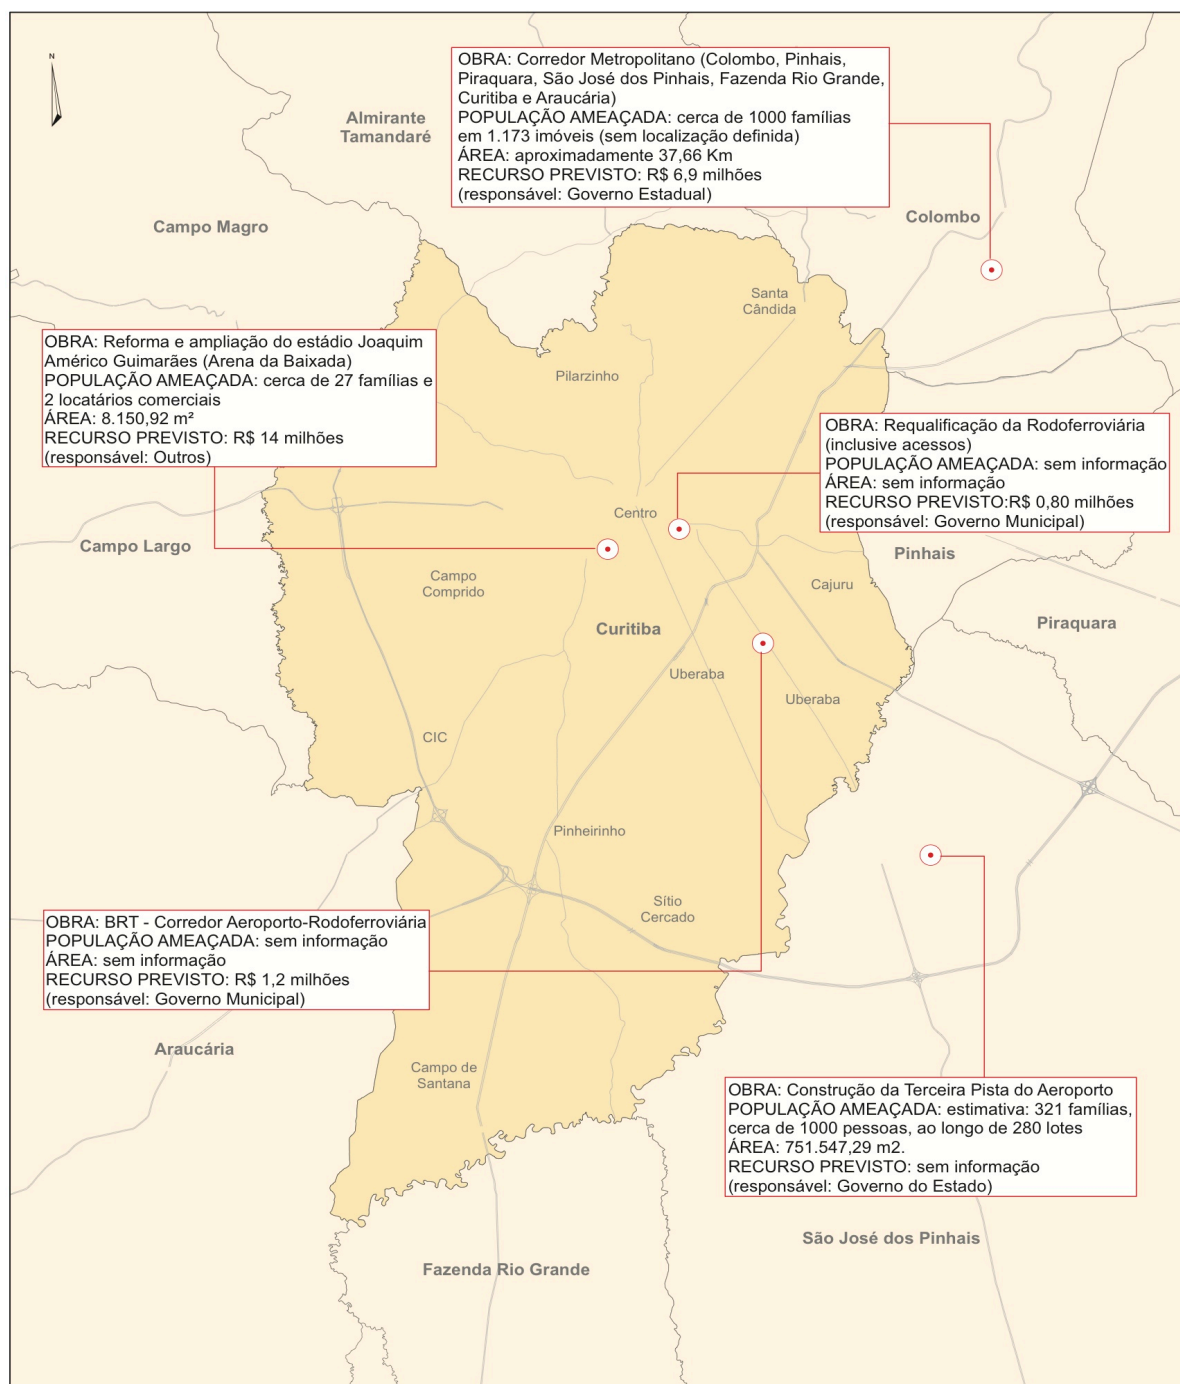 N
OBRA: Corredor Metropolitano (Colombo, Pinhais,
Piraquara, São José dos Pinhais, Fazenda Rio Grande,
Curitiba e Araucária)
POPULAÇÃO AMEAÇADA: cerca de 1000 famílias
em 1.173 imóveis (sem localização definida)
ÁREA: aproximadamente 37,66 Km
RECURSO PREVISTO: R$ 6,9 milhões
(responsável: Governo Estadual)
Almirante
Tamandaré
Campo Magro
Colombo
Santa
Cândida
OBRA: Reforma e ampliação do estádio Joaquim
Américo Guimarães (Arena da Baixada)
POPULAÇÃO AMEAÇADA: cerca de 27 famílias e
2 locatários comerciais
ÁREA: 8.150,92 m²
RECURSO PREVISTO: R$ 14 milhões
(responsável: Outros)
Pilarzinho
OBRA: Requalificação da Rodoferroviária
(inclusive acessos)
POPULAÇÃO AMEAÇADA: sem informação
ÁREA: sem informação
RECURSO PREVISTO:R$ 0,80 milhões
(responsável: Governo Municipal)
Centro
Campo Largo
Pinhais
Campo
Comprido
Cajuru
Curitiba
Piraquara
Uberaba
Uberaba
CIC
Pinheirinho
Sítio
Cercado
OBRA: BRT - Corredor Aeroporto-Rodoferroviária
POPULAÇÃO AMEAÇADA: sem informação
ÁREA: sem informação
RECURSO PREVISTO: R$ 1,2 milhões
(responsável: Governo Municipal)
Araucária
Campo de
Santana
OBRA: Construção da Terceira Pista do Aeroporto
POPULAÇÃO AMEAÇADA: estimativa: 321 famílias,
cerca de 1000 pessoas, ao longo de 280 lotes
ÁREA: 751.547,29 m2.
RECURSO PREVISTO: sem informação
(responsável: Governo do Estado)
São José dos Pinhais
Fazenda Rio Grande